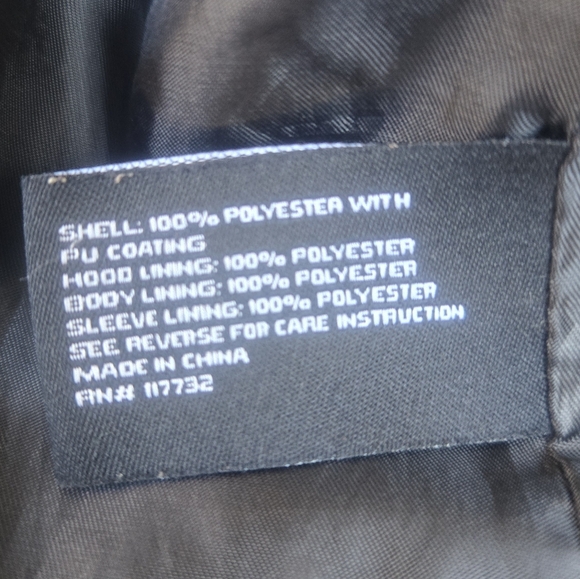 SHELL: 100% POLYESTER WITH
PU COATING
HOOD LINING: 100% POLYESTER
BODY LINING: 100% POLYESTER
SLEEVE LINING: 100% POLYESTER
SEE REVERSE FOR CARE INSTRUCTION
MADE IN CHINA
RN# 117732